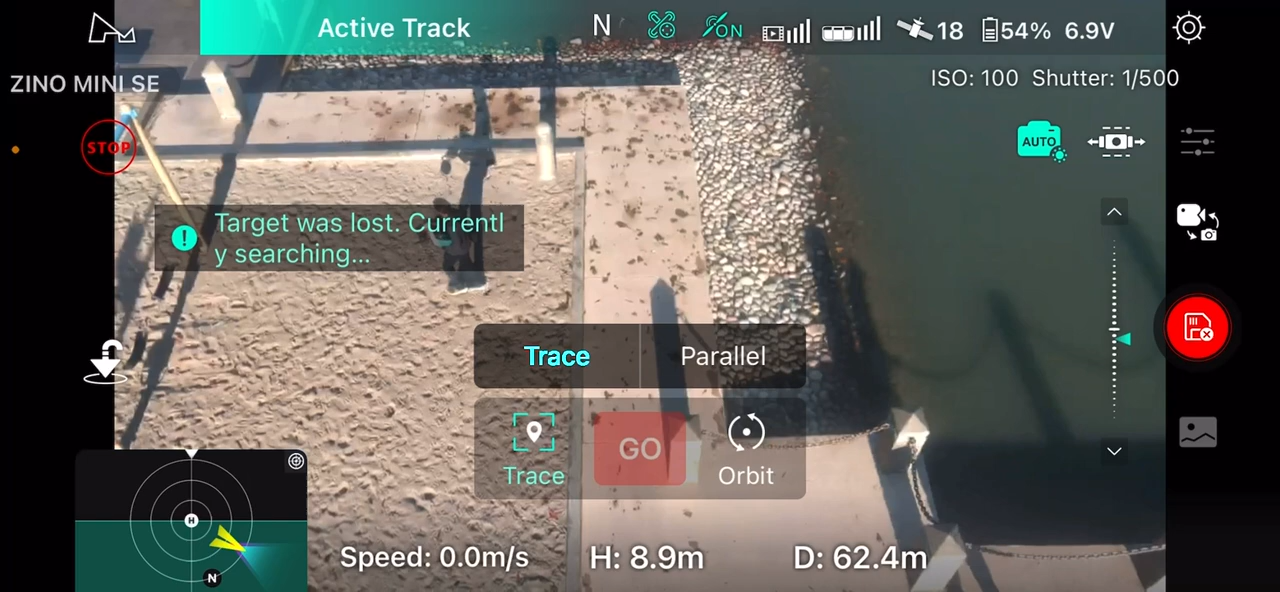 Active Track
N
ON
18
54%
6.9V
ZINO MINI SE
ISO: 100 Shutter: 1/500
STOP
AUTO
Target was lost. Currentl
y searching...
Trace
Parallel
GO
Trace
Orbit
H
N
Speed: 0.0m/s
H: 8.9m
D: 62.4m